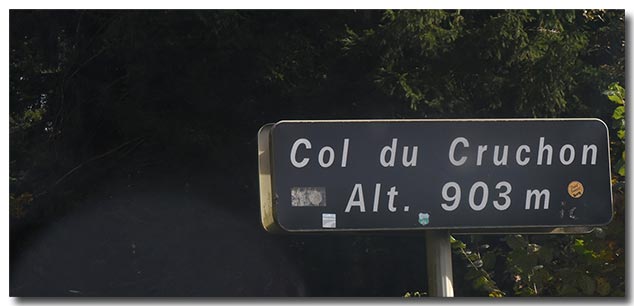 Col du Cruchon
Alt. 903 m